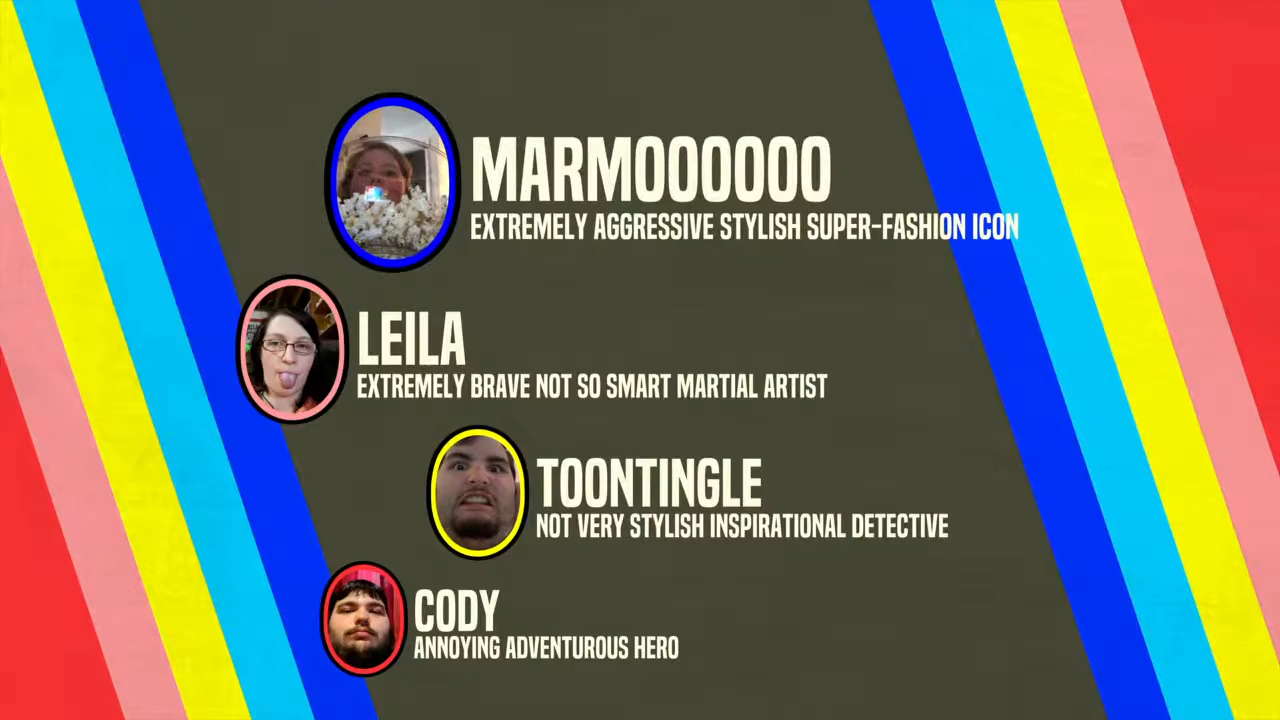 MARMOOOOOO
EXTREMELY AGGRESSIVE STYLISH SUPER-FASHION ICON
LEILA
EXTREMELY BRAVE NOT SO SMART MARTIAL ARTIST
TOONTINGLE
NOT VERY STYLISH INSPIRATIONAL DETECTIVE
CODY
ANNOYING ADVENTUROUS HERO